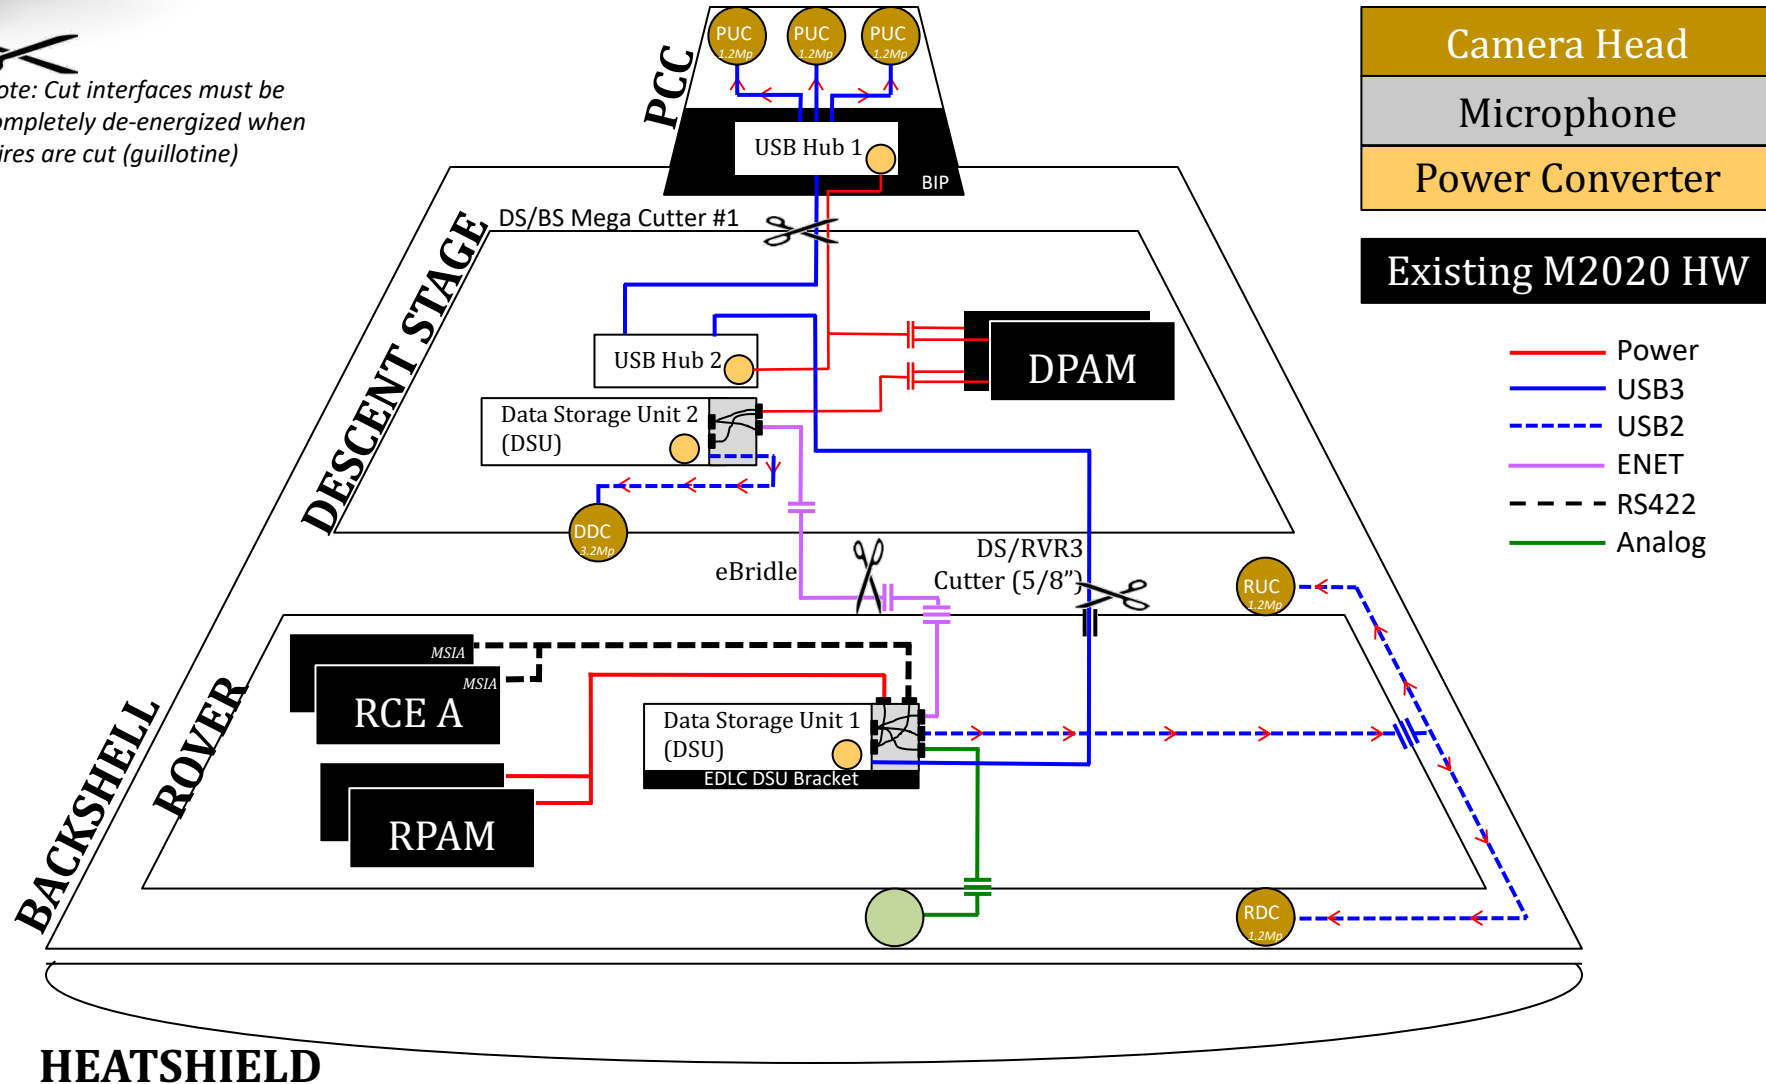 PUC
1.2Mp
PUC
1.2Mp
PUC
1.2Mp
PCC
USB Hub 1
BIP
ote: Cut interfaces must be
ompletely de-energized when
ires are cut (guillotine)
Camera Head
Microphone
Power Converter
Existing M2020 HW
Power
USB3
USB2
ENET
RS422
Analog
DS/BS Mega Cutter #1
DESCENT STAGE
USB Hub 2
DPAM
Data Storage Unit 2
(DSU)
DDC
3.2Mp
eBridle
DS/RVR3
Cutter (5/8”)
RUC
1.2Mp
BACKSHELL
ROVER
MSIA
MSIA
RCE A
RPAM
Data Storage Unit 1
(DSU)
EDLC DSU Bracket
RDC
1.2Mp
HEATSHIELD